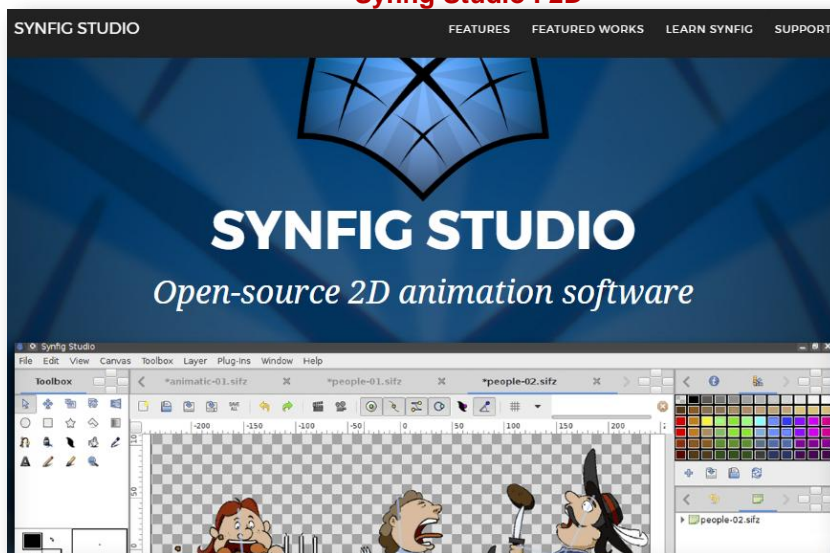 SYNFIG STUDIO
FEATURES FEATURED WORKS LEARN SYNFIG SUPPORT
SYNFIG STUDIO
Open-source 2D animation software
Synfig Studio
File Edit View Canvas Toolbox Layer Plug-Ins Window Help
Toolbox
*animatic-01.sifz *people-01.sifz *people-02.sifz
-200 -150 -100 -50 0 50 100 150 200
50
people-02.sifz